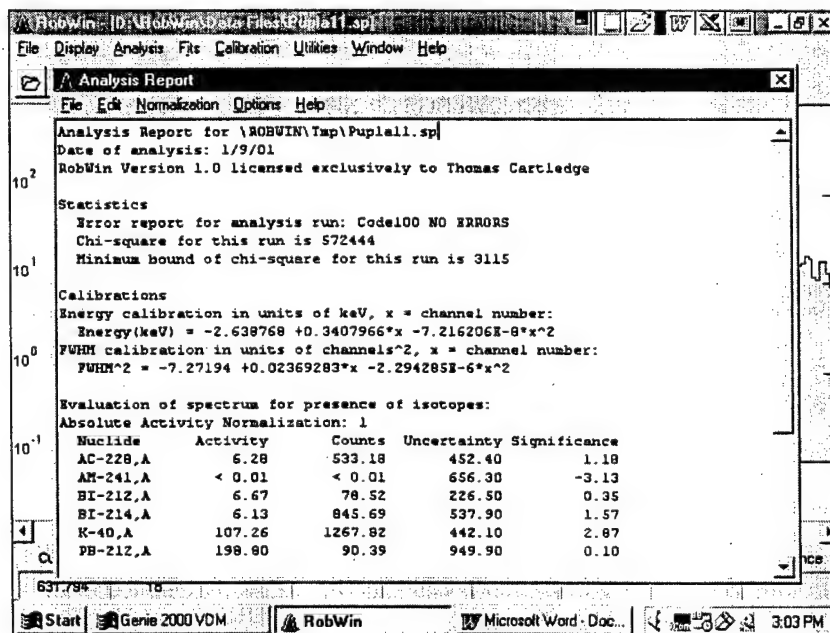 RobWin - [D:\RobWin\Data Files\Pupla11.sp]
File Display Analysis Fits Calibration Utilities Window Help
Analysis Report
File Edit Normalization Options Help
Analysis Report for \ROBWIN\Tmp\Pupla11.sp
Date of analysis: 1/9/01
RobWin Version 1.0 licensed exclusively to Thomas Cartledge
10^2
Statistics
Error report for analysis run: Code100 NO ERRORS
Chi-square for this run is 572444
Minimum bound of chi-square for this run is 3115
10^1
Calibrations
Energy calibration in units of keV, x = channel number:
Energy(keV) = -2.638768 +0.3407966*x -7.216206E-8*x^2
FWHM calibration in units of channels^2, x = channel number:
10^0
FWHM^2 = -7.27194 +0.02369283*x -2.294285E-6*x^2
Evaluation of spectrum for presence of isotopes:
Absolute Activity Normalization: 1
10^-1
Nuclide Activity Counts Uncertainty Significance
AC-228,A 6.28 533.18 452.40 1.18
AM-241,A < 0.01 < 0.01 656.30 -3.13
BI-212,A 6.67 78.52 226.50 0.35
BI-214,A 6.13 845.69 537.90 1.57
K-40,A 107.26 1267.82 442.10 2.87
PB-212,A 198.80 90.39 949.90 0.10
Cu
nce
631.794 18
Start Genie 2000 VDM RobWin Microsoft Word - Doc... 3:03 PM